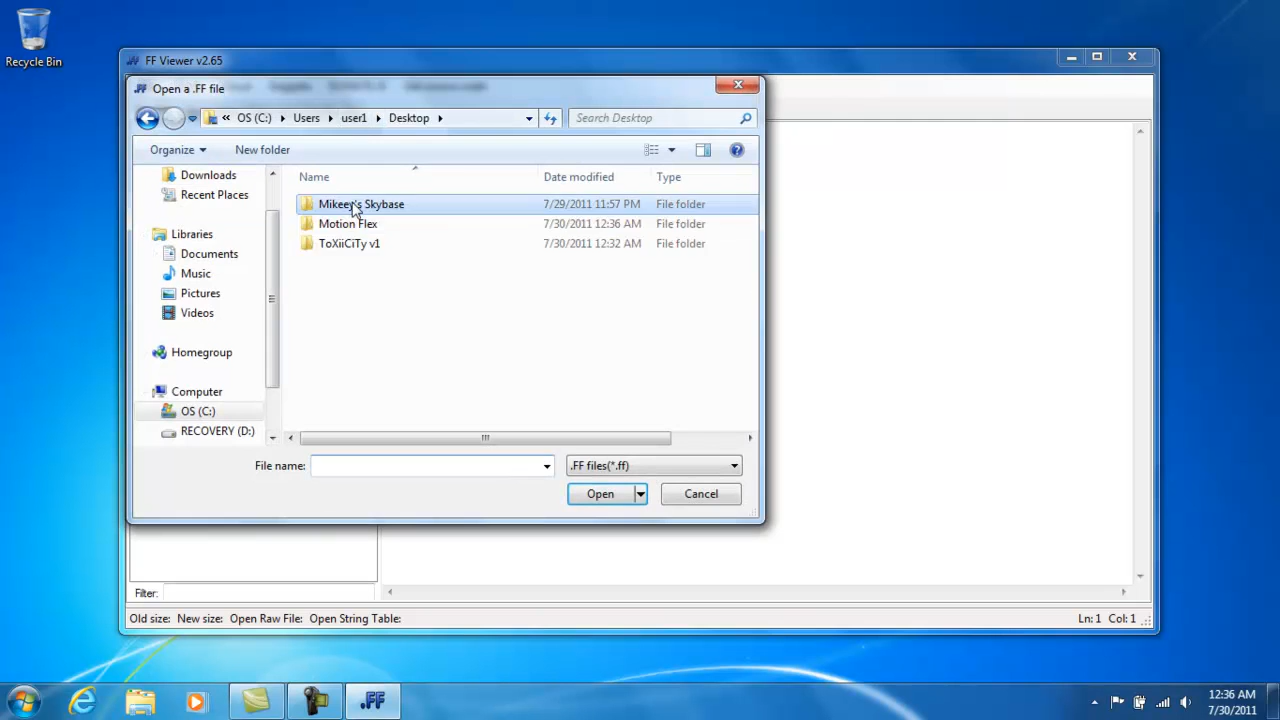 Recycle Bin
FF Viewer v2.65
Open a .FF file
« OS (C:) Users user1 Desktop
Search Desktop
Organize New folder
Name Date modified Type
Downloads
Recent Places
Libraries
Documents
Music
Pictures
Videos
Homegroup
Computer
OS (C:)
RECOVERY (D:)
Mikeey's Skybase 7/29/2011 11:57 PM File folder
Motion Flex 7/30/2011 12:36 AM File folder
ToXiiCiTy v1 7/30/2011 12:32 AM File folder
File name: .FF files(*.ff)
Open Cancel
Filter:
Old size: New size: Open Raw File: Open String Table: Ln: 1 Col: 1
.FF
12:36 AM
7/30/2011